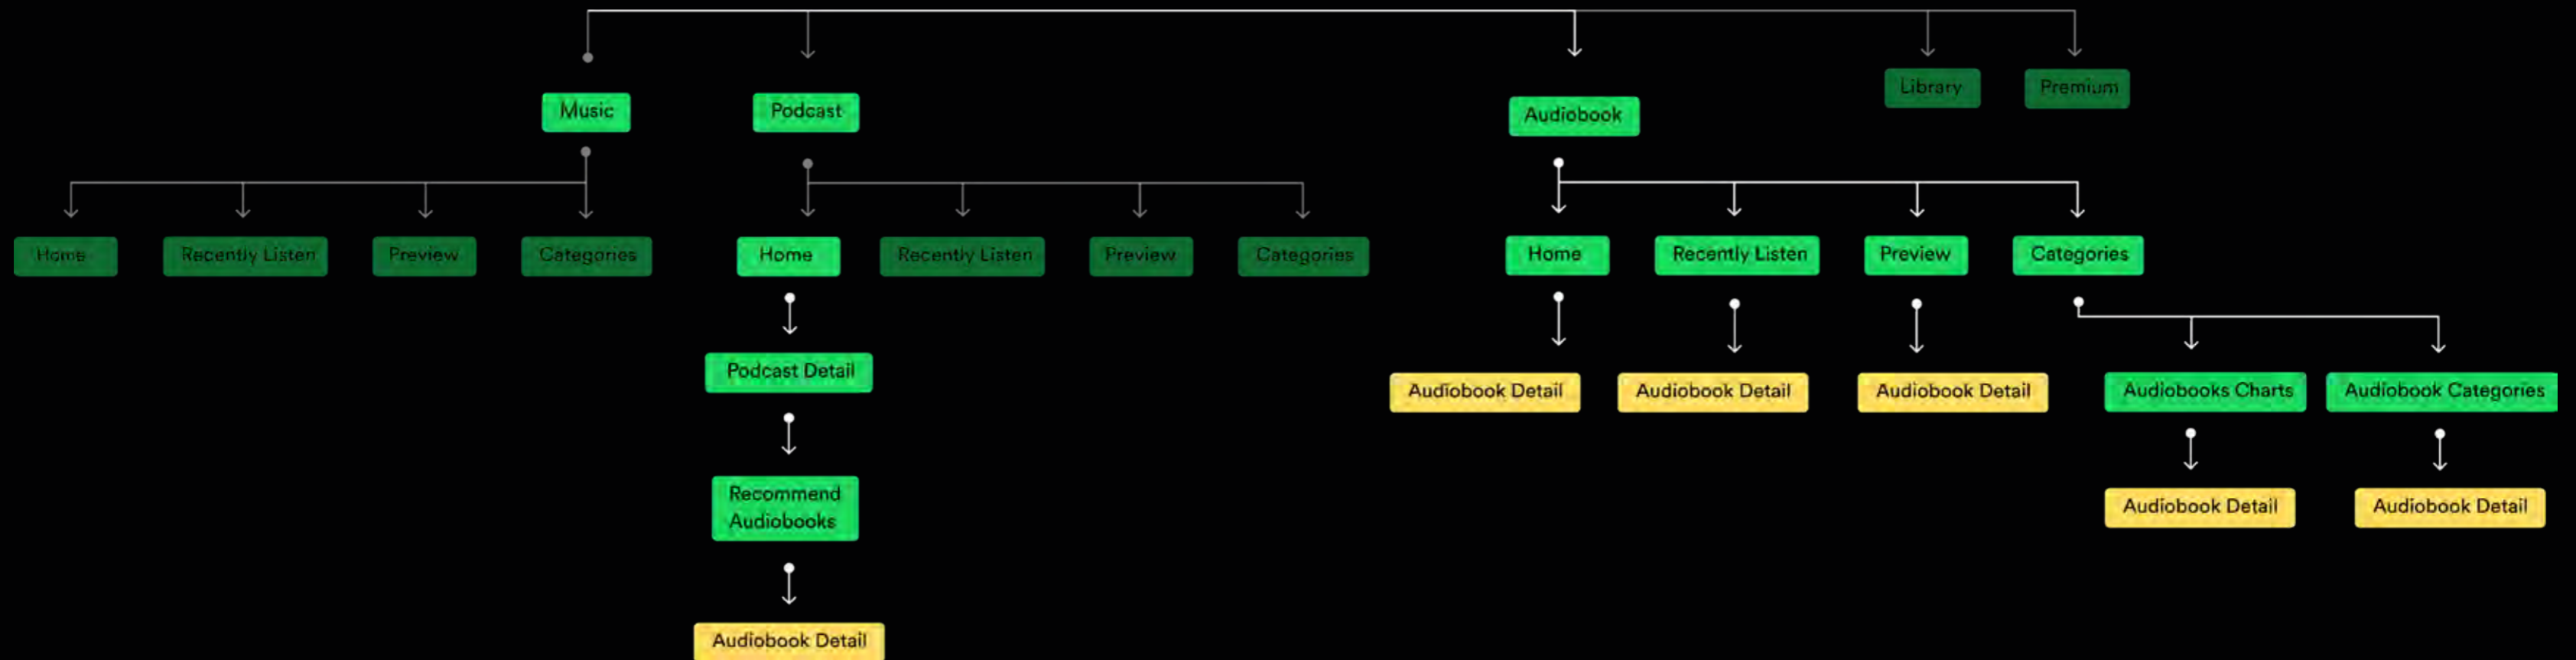 Library
Premium
Music
Podcast
Audiobook
Home
Recently Listen
Preview
Categories
Home
Recently Listen
Preview
Categories
Home
Recently Listen
Preview
Categories
Podcast Detail
Audiobook Detail
Audiobook Detail
Audiobook Detail
Audiobooks Charts
Audiobook Categories
Recommend
Audiobooks
Audiobook Detail
Audiobook Detail
Audiobook Detail